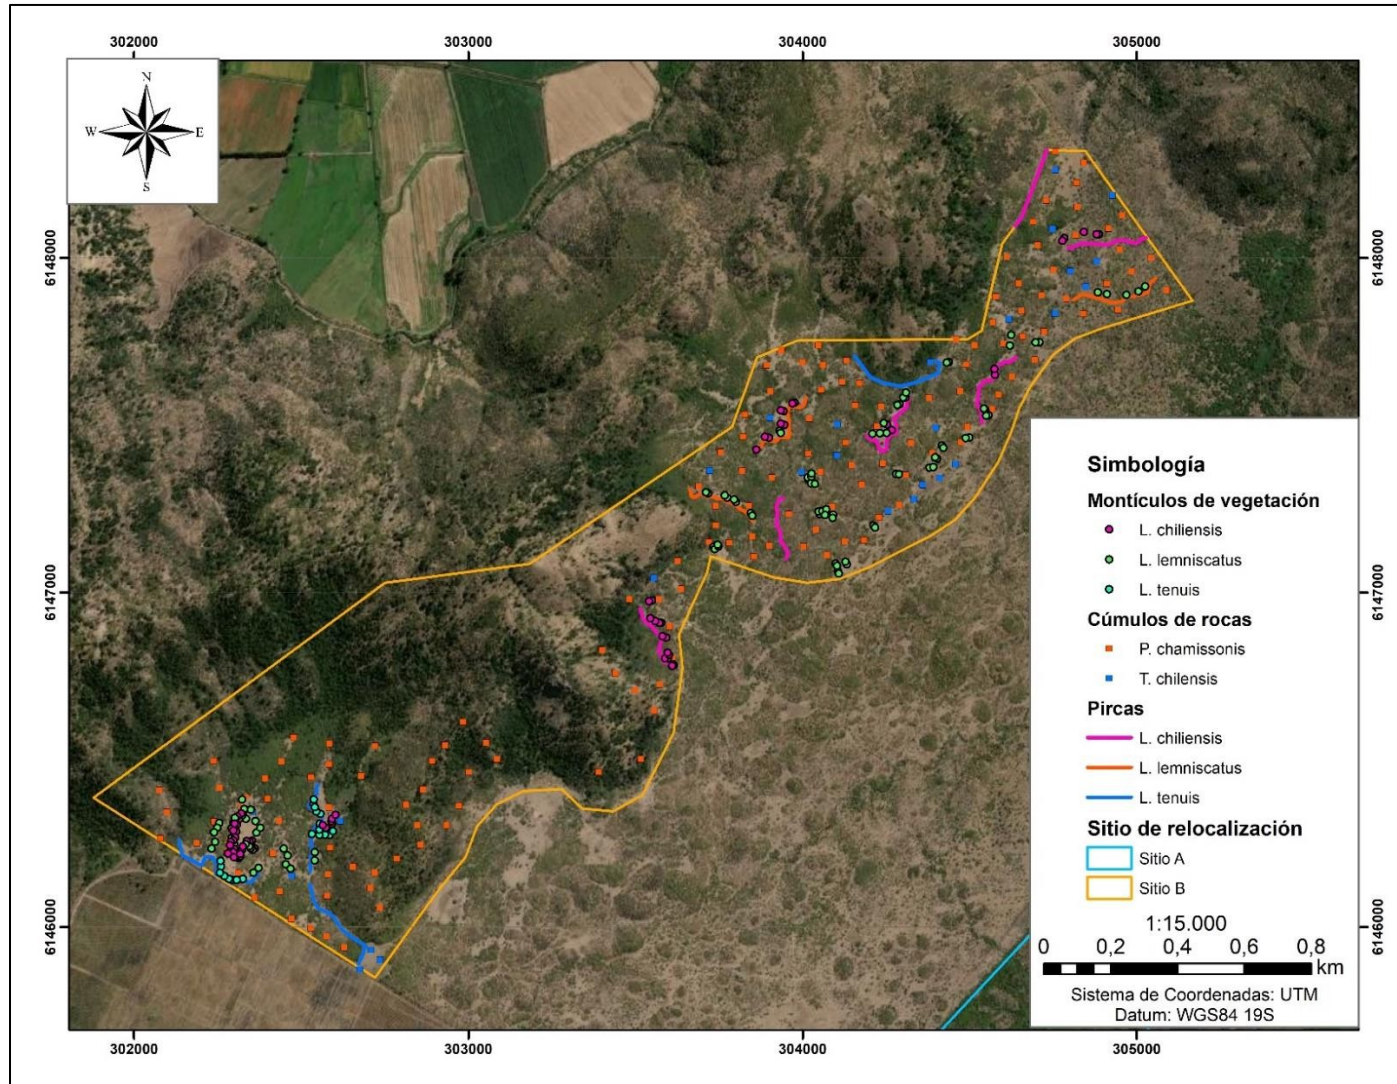 302000 303000 304000 305000
N
W E
S
6148000 6148000
6147000 6147000
6146000 6146000
Simbología
Montículos de vegetación
L. chiliensis
L. lemniscatus
L. tenuis
Cúmulos de rocas
P. chamissonis
T. chilensis
Pircas
L. chiliensis
L. lemniscatus
L. tenuis
Sitio de relocalización
Sitio A
Sitio B
1:15.000
0 0,2 0,4 0,6 0,8
km
Sistema de Coordenadas: UTM
Datum: WGS84 19S
302000 303000 304000 305000